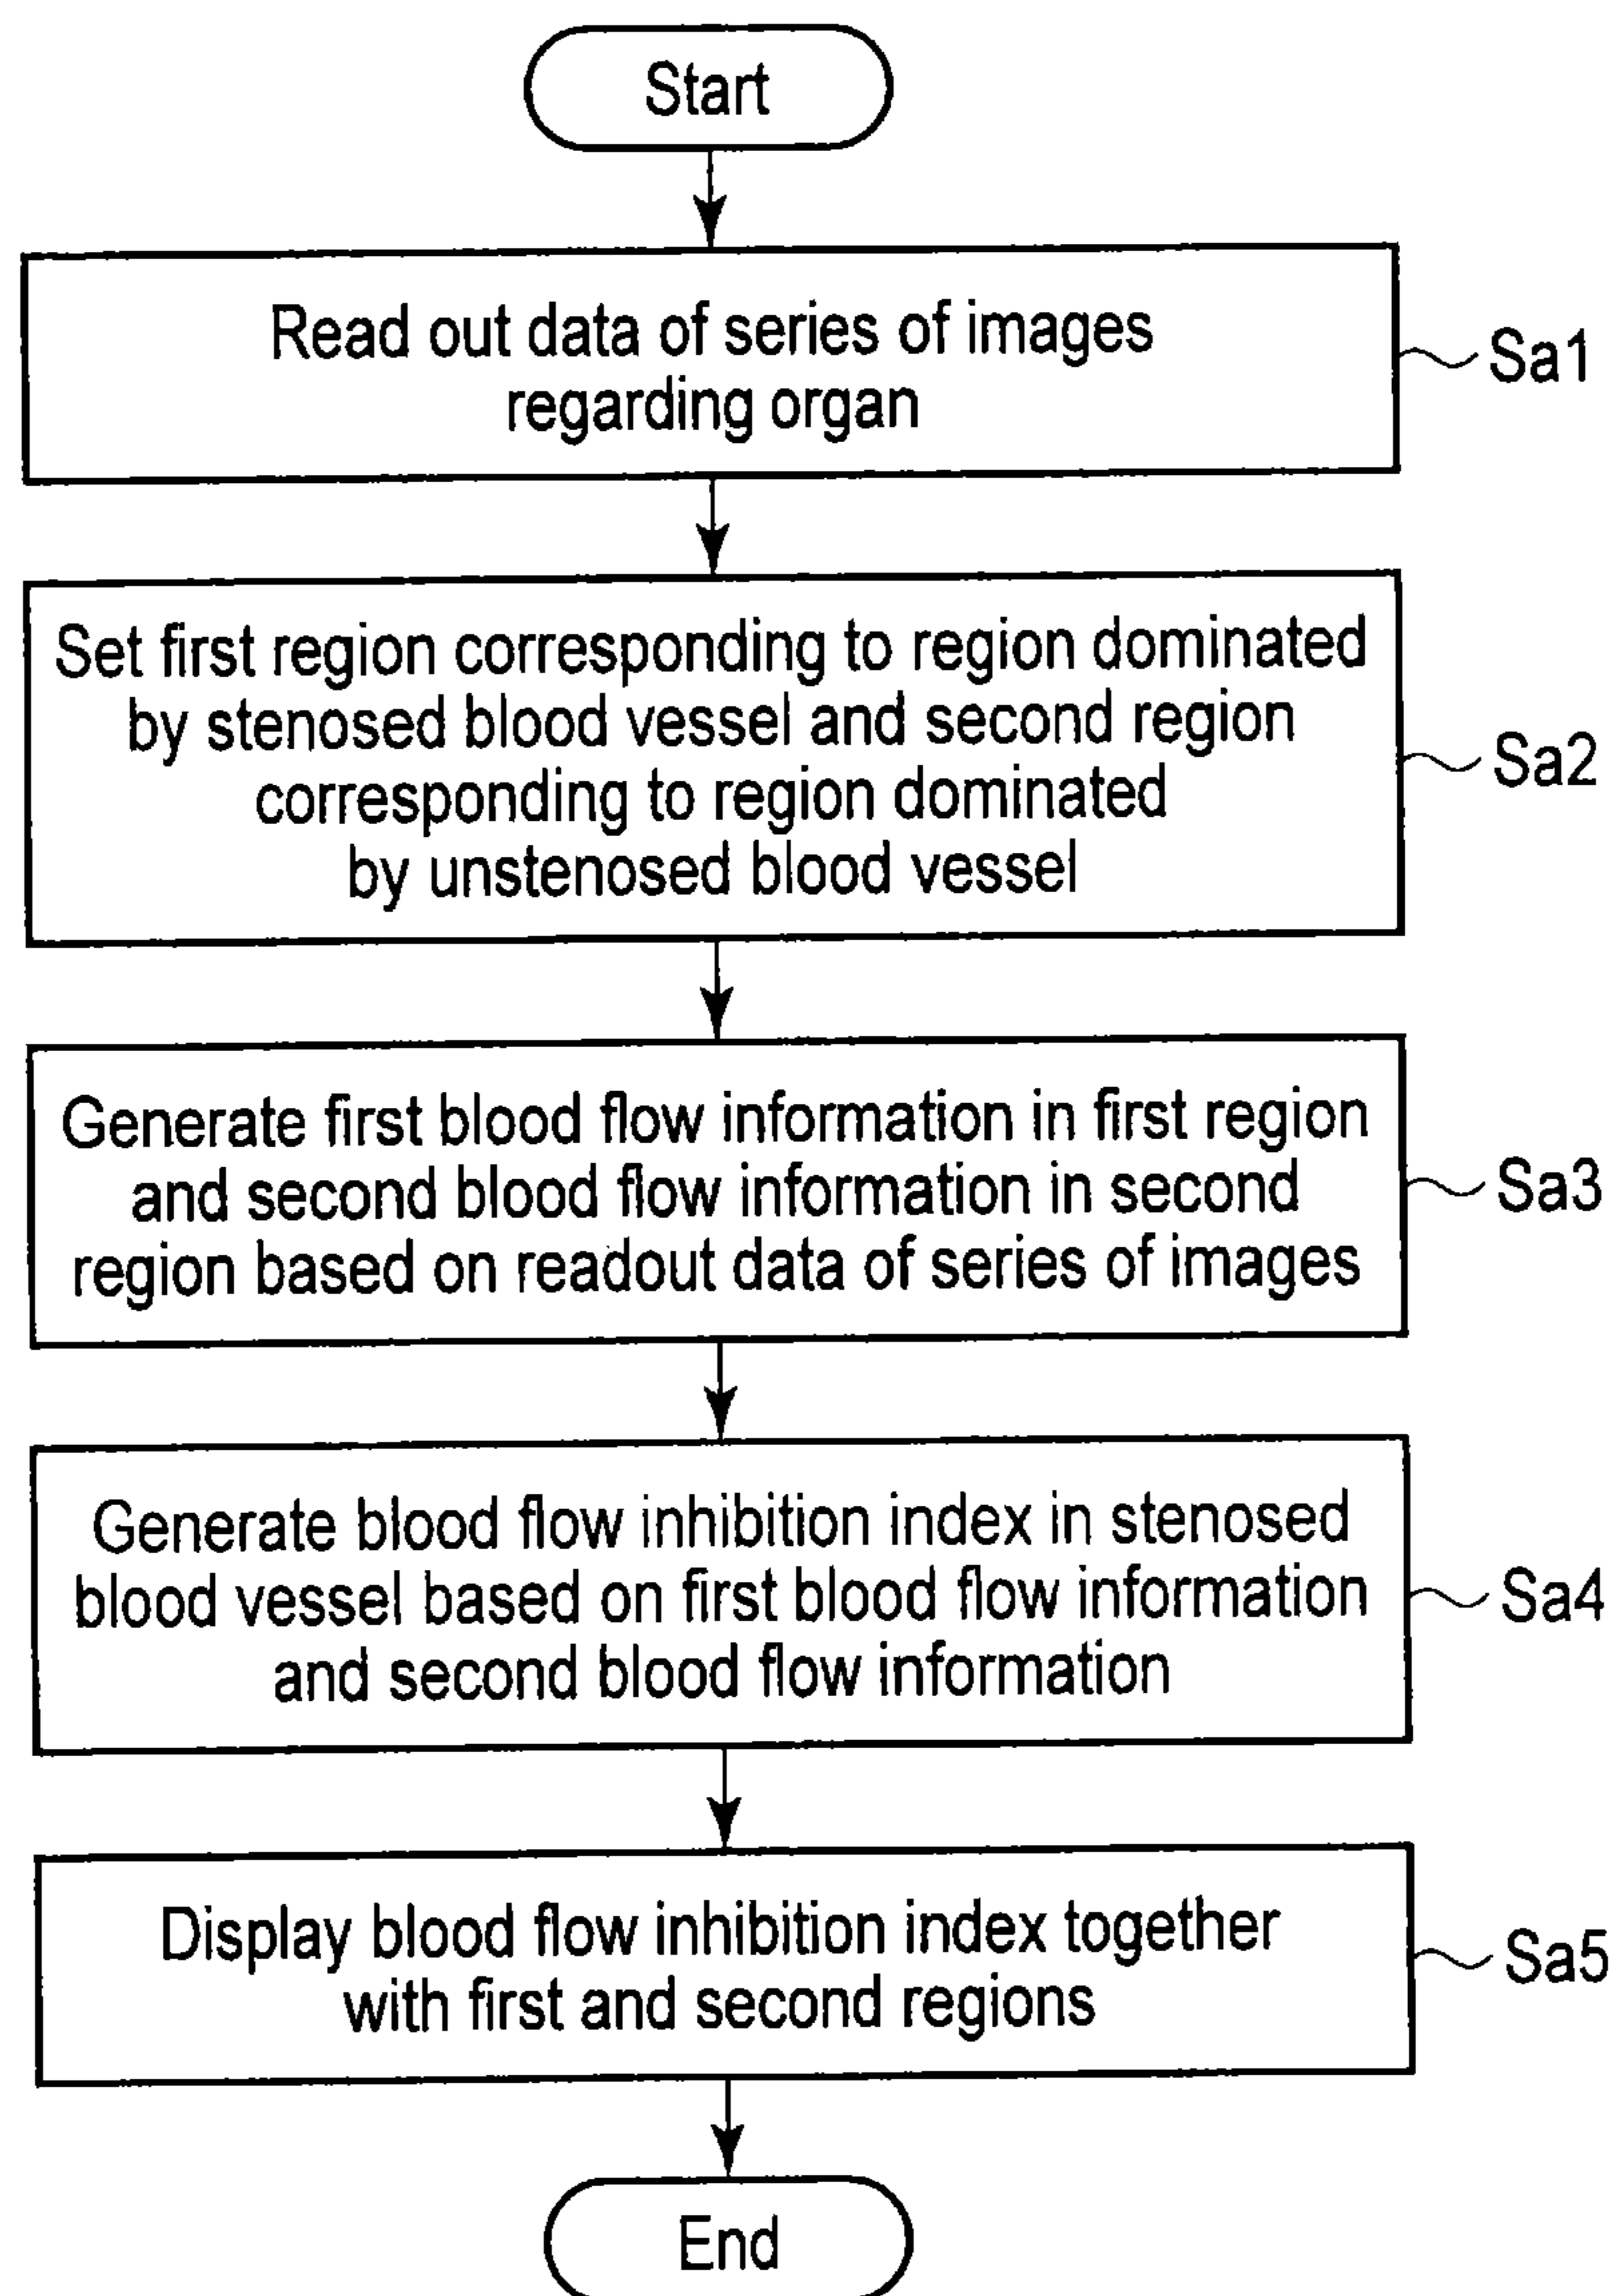 Start
Read out data of series of images
regarding organ
Sa1
Set first region corresponding to region dominated
by stenosed blood vessel and second region
corresponding to region dominated
by unstenosed blood vessel
Sa2
Generate first blood flow information in first region
and second blood flow information in second
region based on readout data of series of images
Sa3
Generate blood flow inhibition index in stenosed
blood vessel based on first blood flow information
and second blood flow information
Sa4
Display blood flow inhibition index together
with first and second regions
Sa5
End